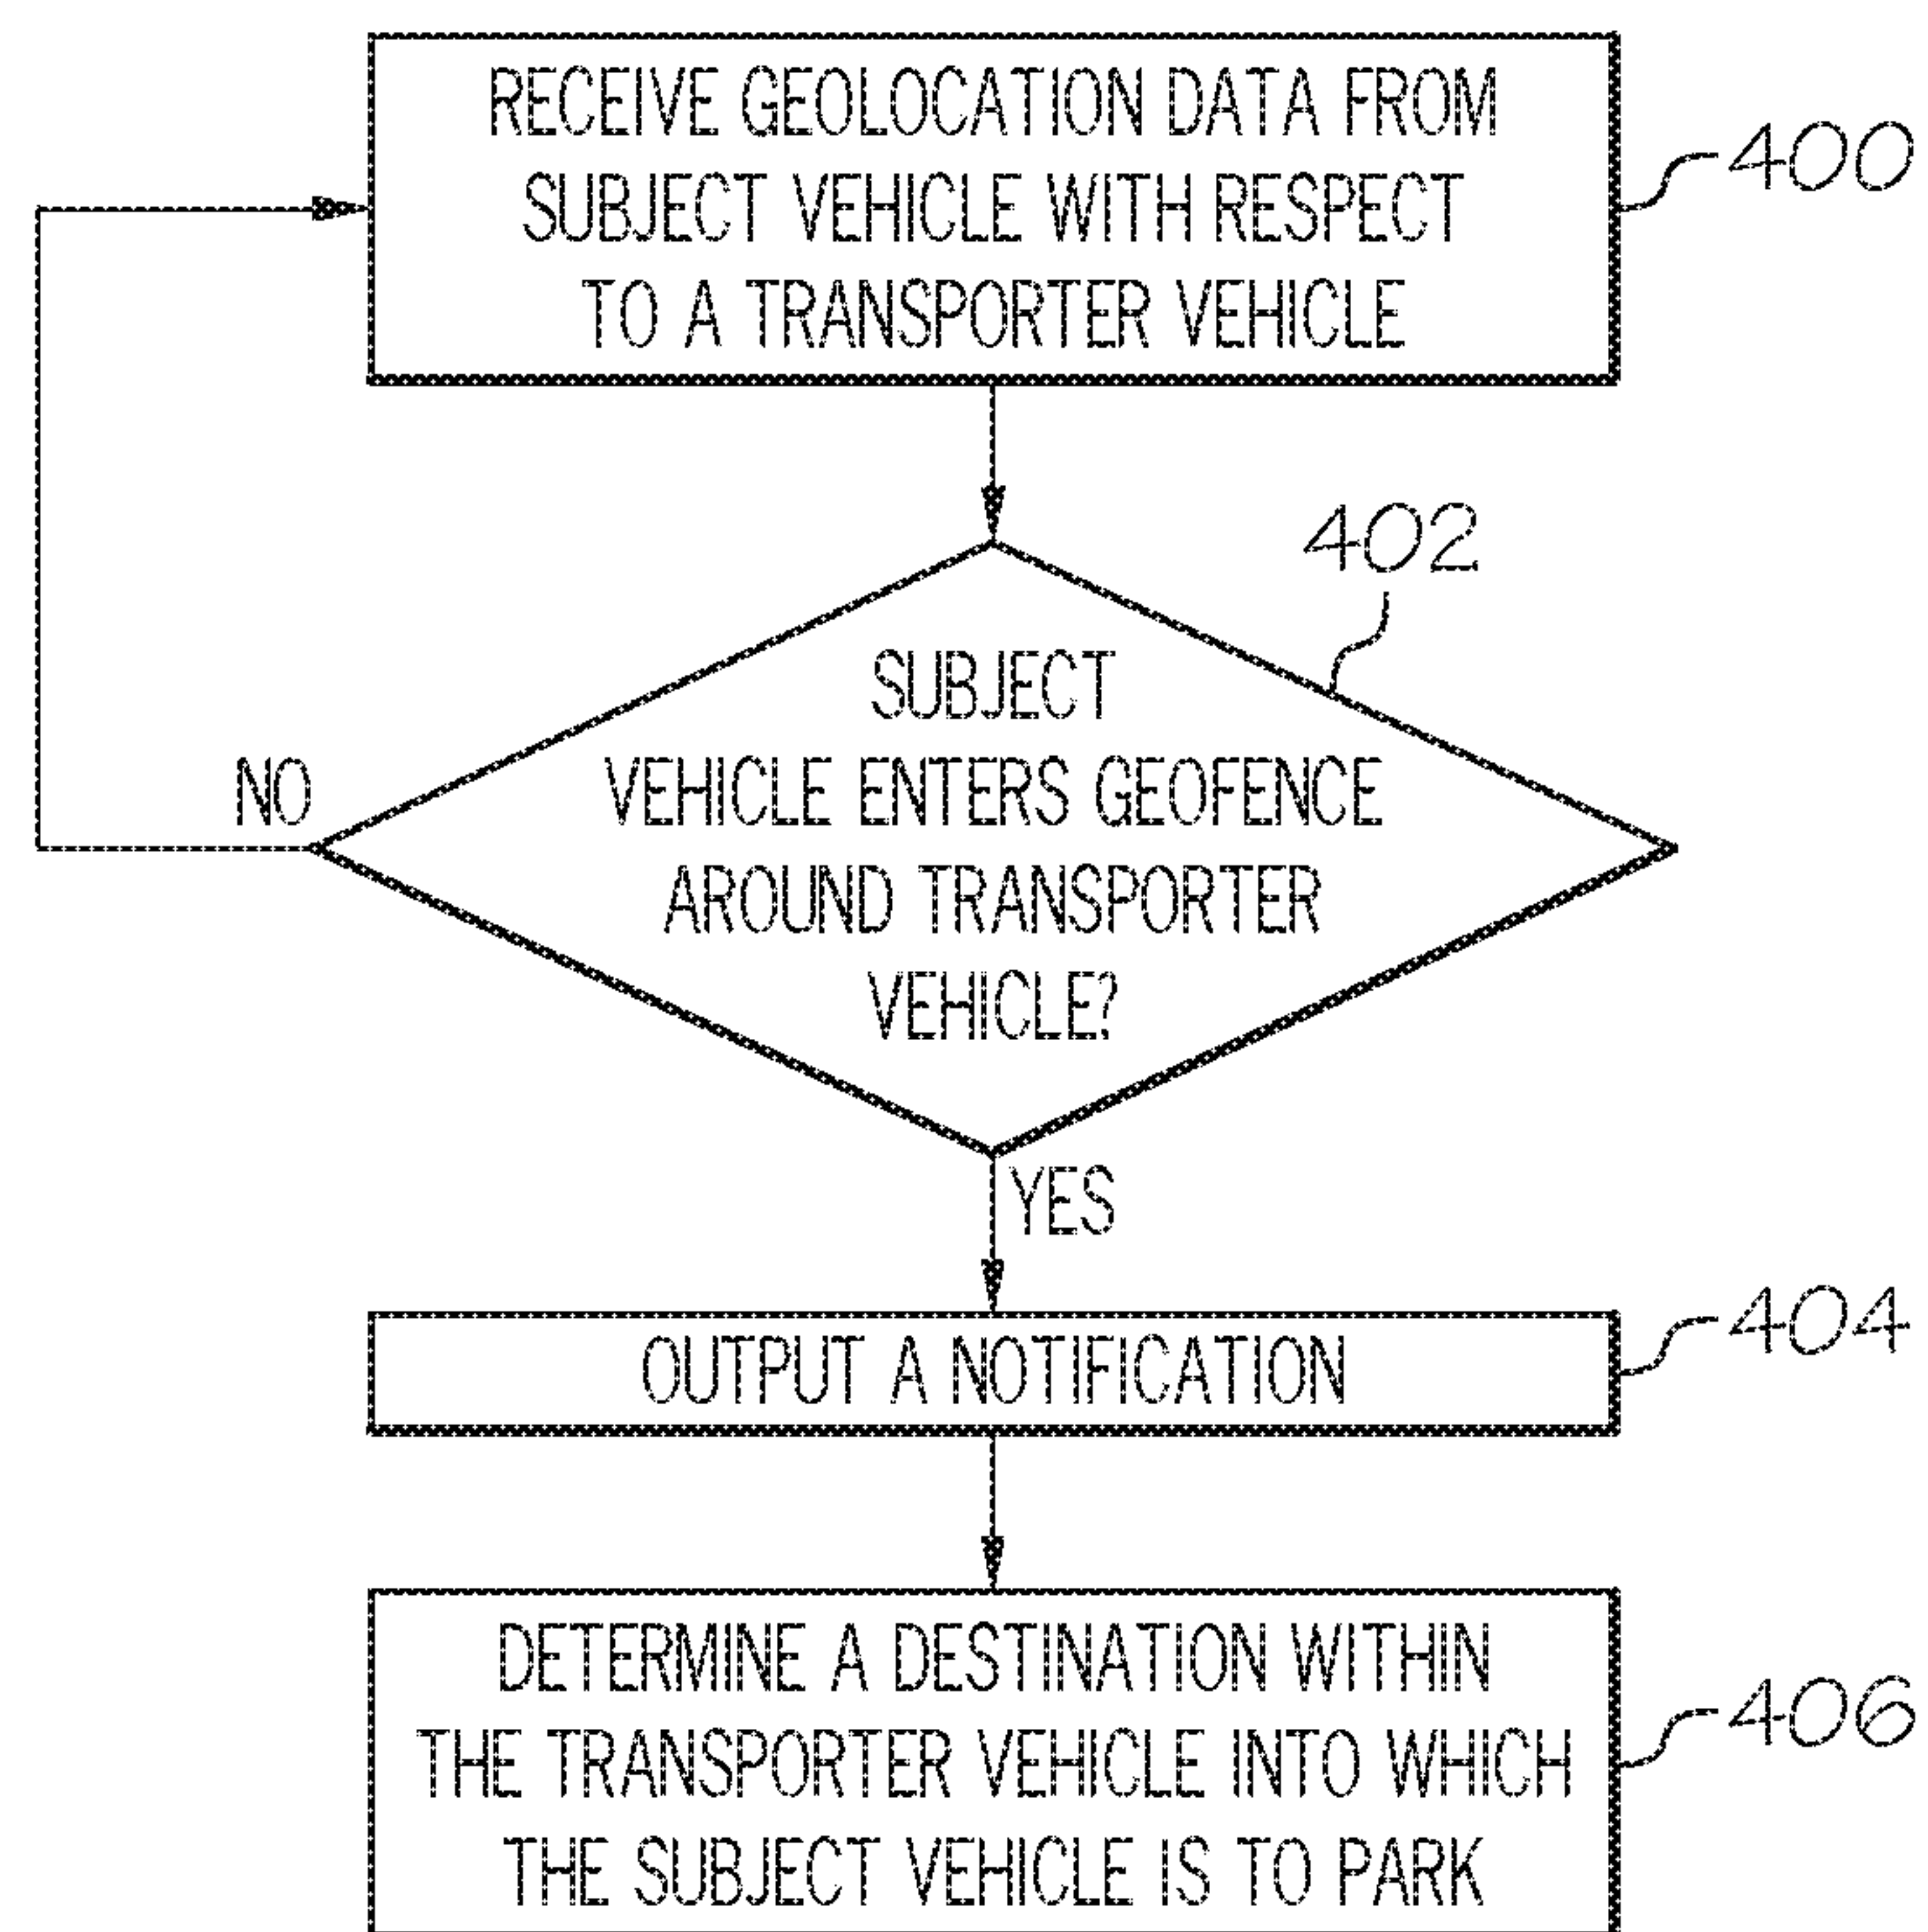 RECEIVE GEOLOCATION DATA FROM
SUBJECT VEHICLE WITH RESPECT
TO A TRANSPORTER VEHICLE
400
402
SUBJECT
VEHICLE ENTERS GEOFENCE
AROUND TRANSPORTER
VEHICLE?
NO
YES
OUTPUT A NOTIFICATION
404
DETERMINE A DESTINATION WITHIN
THE TRANSPORTER VEHICLE INTO WHICH
THE SUBJECT VEHICLE IS TO PARK
406